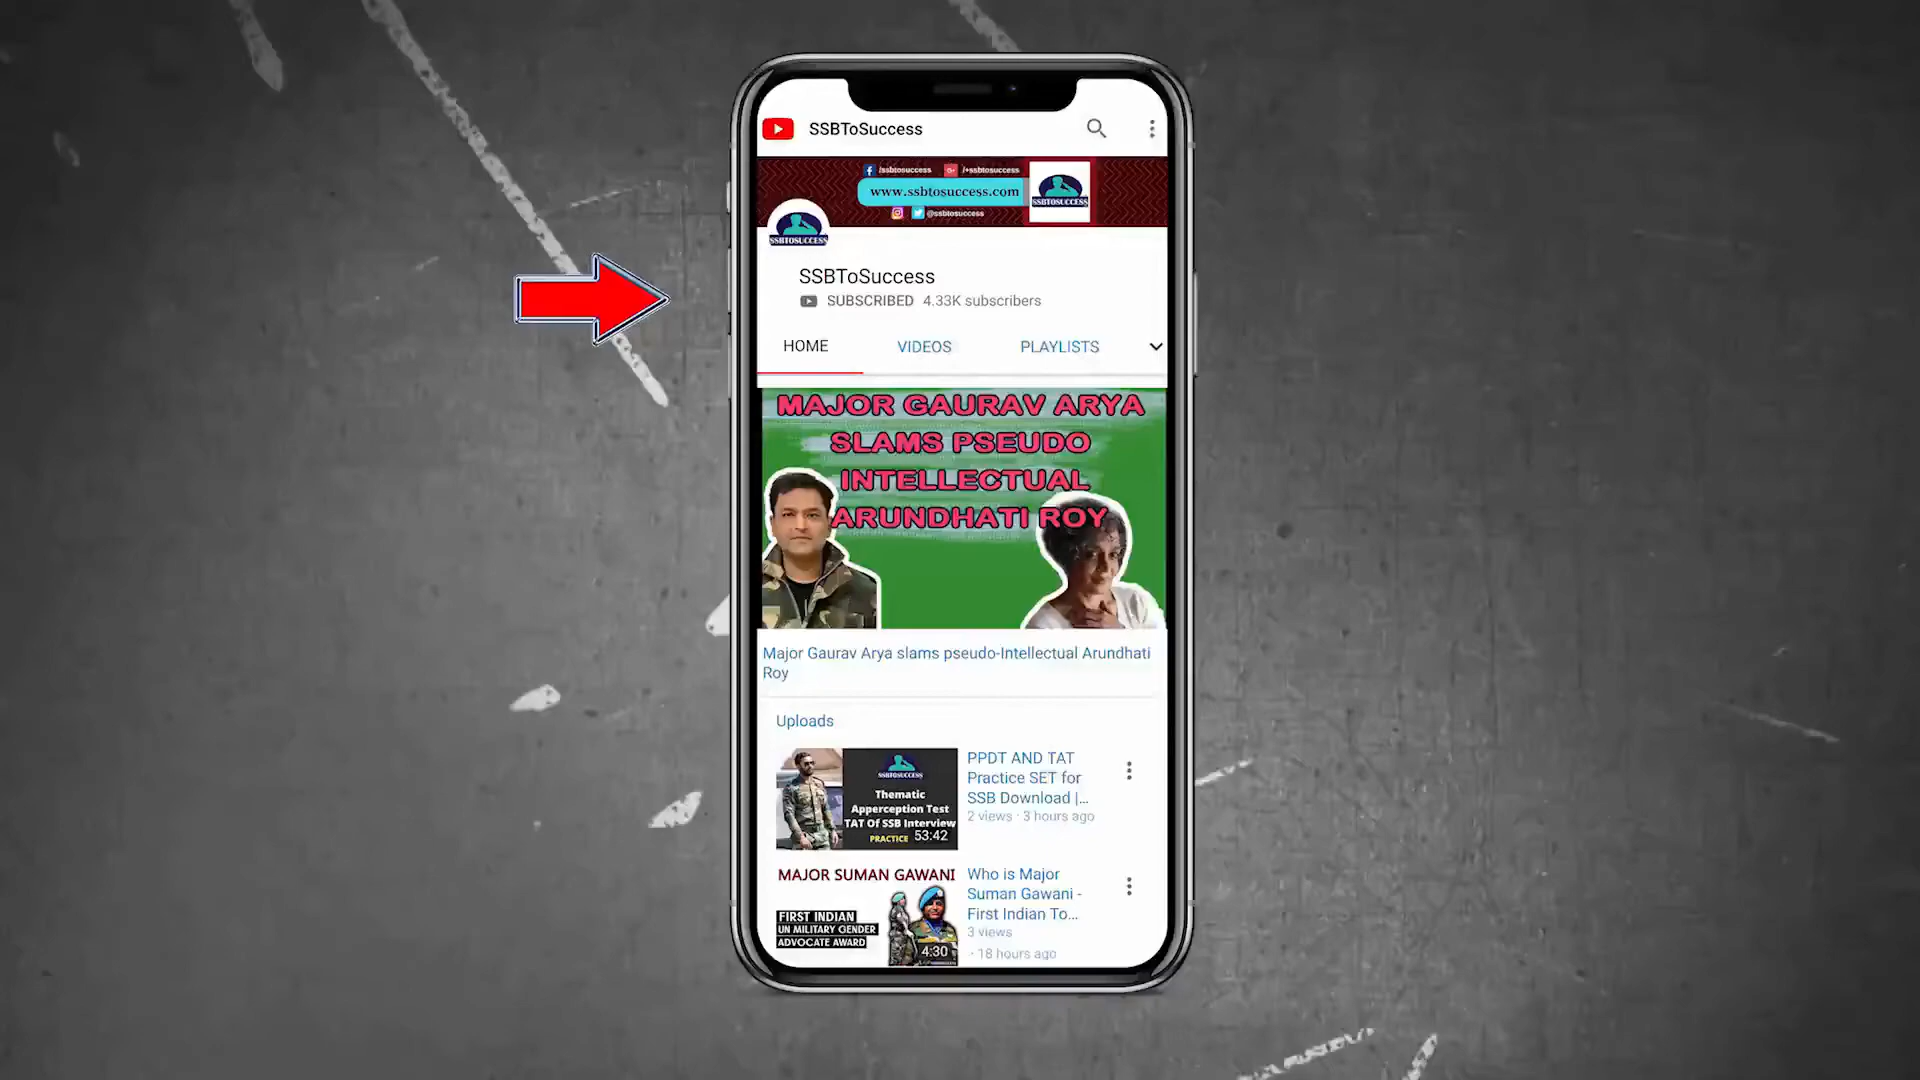 SSBToSuccess
/ssbtosuccess
/+ssbtosuccess
www.ssbtosuccess.com
@ssbtosuccess
SSBTOSUCCESS
SSBTOSUCCESS
SSBToSuccess
SUBSCRIBED 4.33K subscribers
HOME VIDEOS PLAYLISTS
MAJOR GAURAV ARYA
SLAMS PSEUDO
INTELLECTUAL
ARUNDHATI ROY
Major Gaurav Arya slams pseudo-Intellectual Arundhati
Roy
Uploads
SSBTOSUCCESS
Thematic
Apperception Test
TAT Of SSB Interview
PRACTICE 53:42
PPDT AND TAT
Practice SET for
SSB Download |...
2 views · 3 hours ago
MAJOR SUMAN GAWANI
FIRST INDIAN
UN MILITARY GENDER
ADVOCATE AWARD
4:30
Who is Major
Suman Gawani -
First Indian To...
3 views
· 18 hours ago